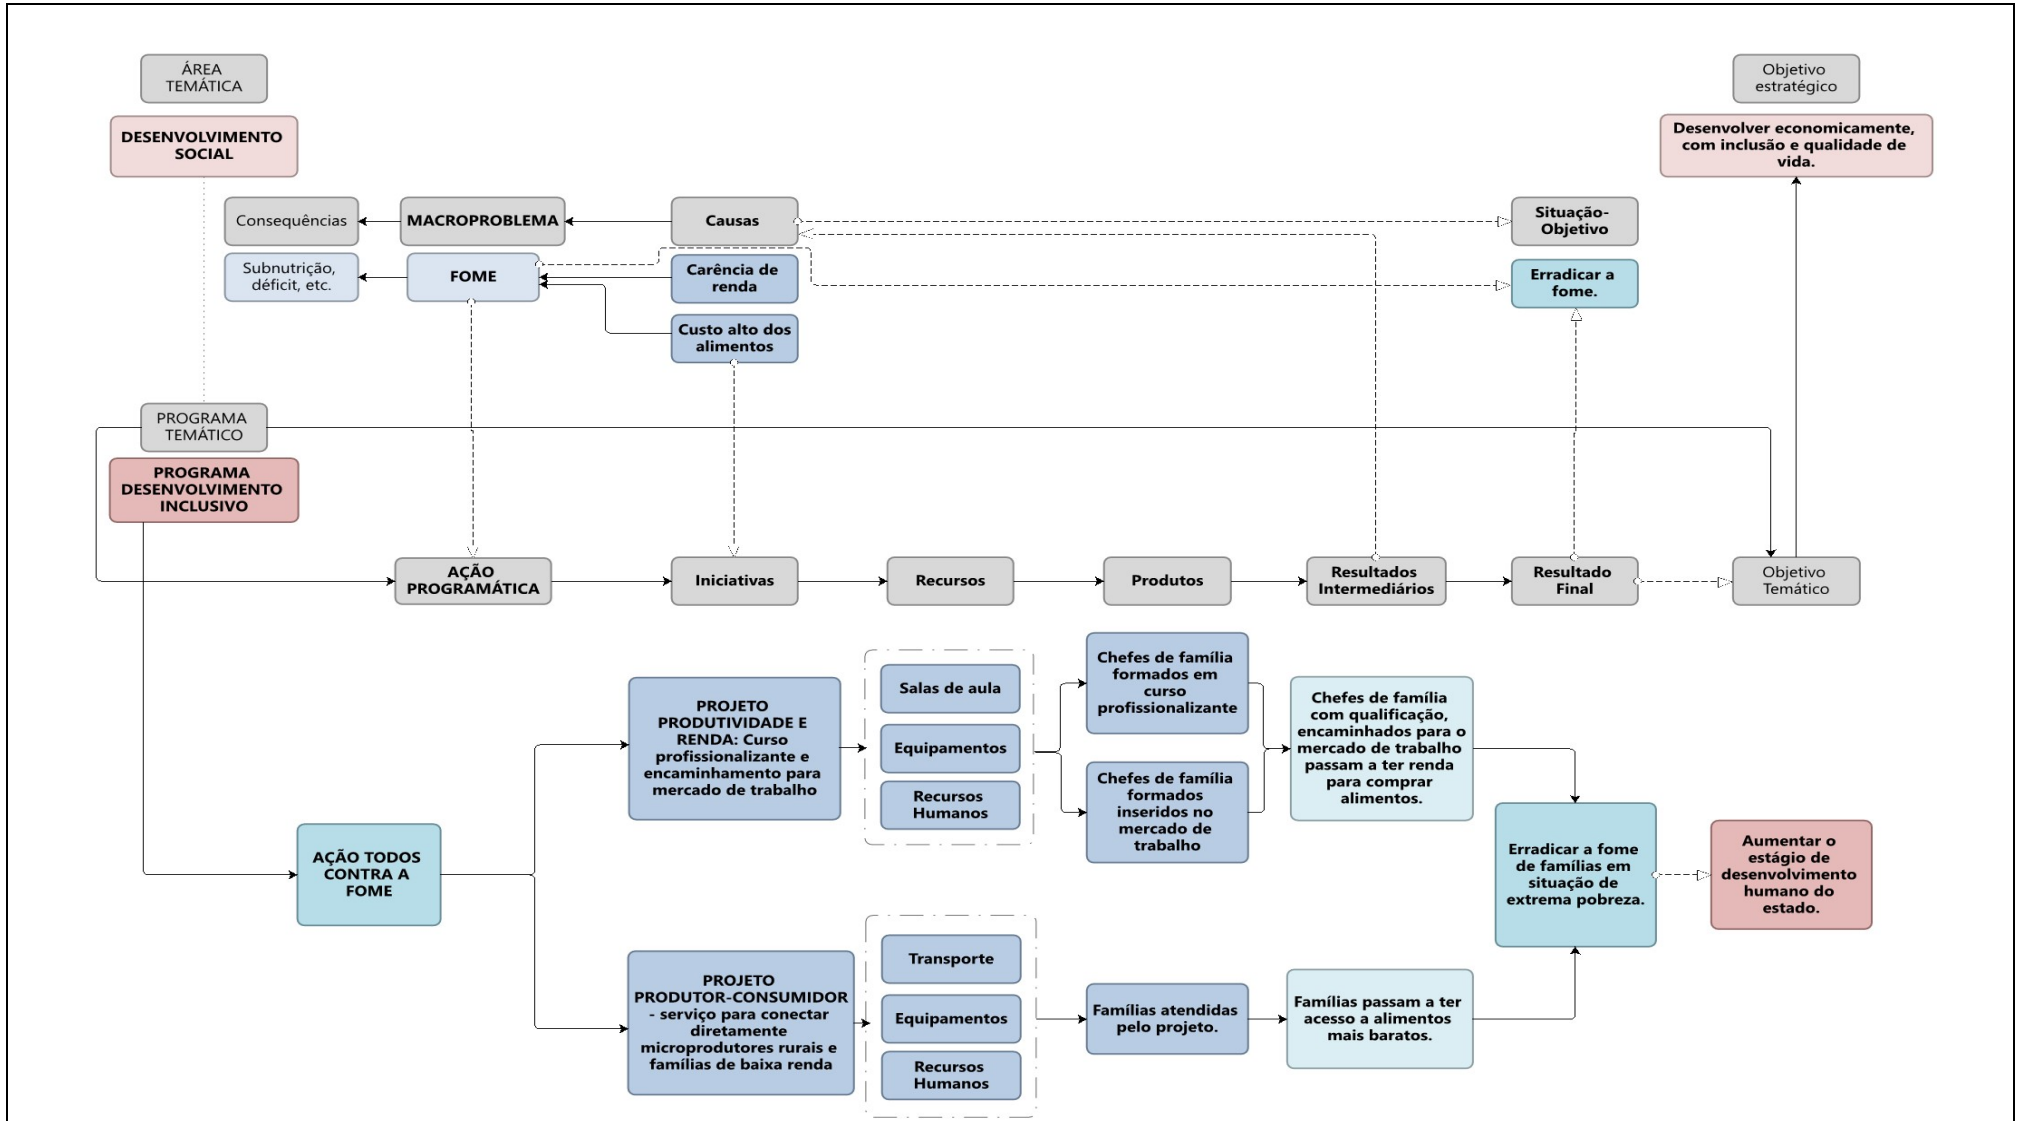 ÁREA
TEMÁTICA
Objetivo
estratégico
DESENVOLVIMENTO
SOCIAL
Desenvolver economicamente,
com inclusão e qualidade de
vida.
Consequências
MACROPROBLEMA
Causas
Situação-
Objetivo
Subnutrição,
déficit, etc.
FOME
Carência de
renda
Erradicar a
fome.
Custo alto dos
alimentos
PROGRAMA
TEMÁTICO
PROGRAMA
DESENVOLVIMENTO
INCLUSIVO
AÇÃO
PROGRAMÁTICA
Iniciativas
Recursos
Produtos
Resultados
Intermediários
Resultado
Final
Objetivo
Temático
AÇÃO TODOS
CONTRA A
FOME
PROJETO
PRODUTIVIDADE E
RENDA: Curso
profissionalizante e
encaminhamento para
mercado de trabalho
Salas de aula
Equipamentos
Recursos
Humanos
Chefes de família
formados em
curso
profissionalizante
Chefes de família
formados
inseridos no
mercado de
trabalho
Chefes de família
com qualificação,
encaminhados para o
mercado de trabalho
passam a ter renda
para comprar
alimentos.
Erradicar a fome
de famílias em
situação de
extrema pobreza.
Aumentar o
estágio de
desenvolvimento
humano do
estado.
PROJETO
PRODUTOR-CONSUMIDOR
- serviço para conectar
diretamente
microprodutores rurais e
famílias de baixa renda
Transporte
Equipamentos
Recursos
Humanos
Famílias atendidas
pelo projeto.
Famílias passam a ter
acesso a alimentos
mais baratos.